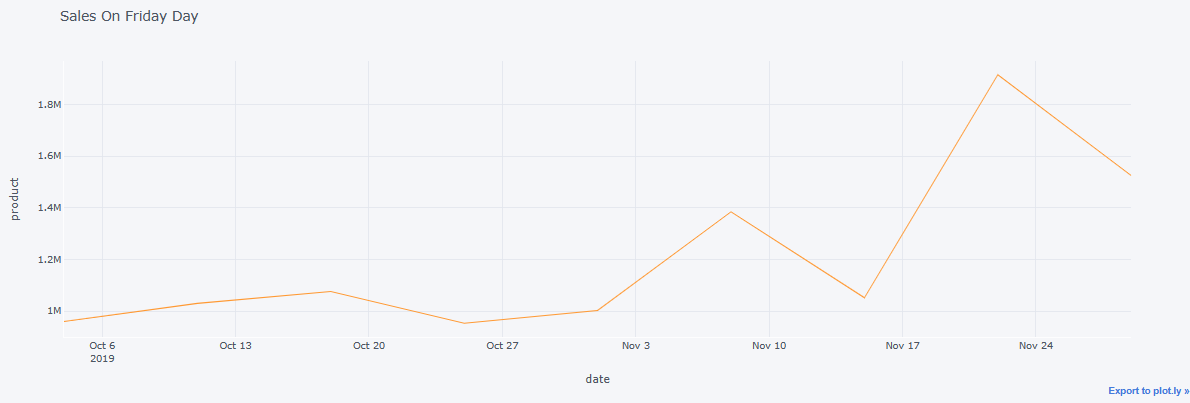 Sales On Friday Day
product
1.8M
1.6M
1.4M
1.2M
1M
Oct 6
2019
Oct 13
Oct 20
Oct 27
Nov 3
Nov 10
Nov 17
Nov 24
date
Export to plot.ly »